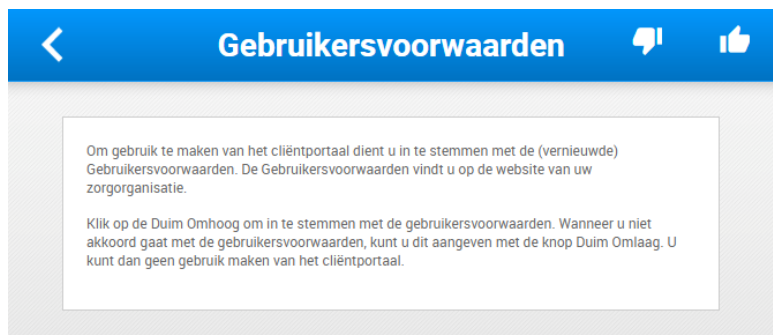 Gebruikersvoorwaarden
Om gebruik te maken van het cliëntportaal dient u in te stemmen met de (vernieuwde)
Gebruikersvoorwaarden. De Gebruikersvoorwaarden vindt u op de website van uw
zorgorganisatie.
Klik op de Duim Omhoog om in te stemmen met de gebruikersvoorwaarden. Wanneer u niet
akkoord gaat met de gebruikersvoorwaarden, kunt u dit aangeven met de knop Duim Omlaag. U
kunt dan geen gebruik maken van het cliëntportaal.